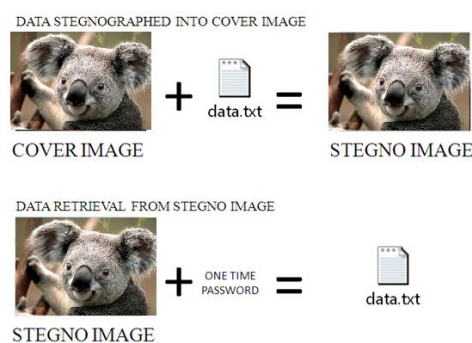 DATA STEGNOGRAPHED INTO COVER IMAGE
+
data.txt
=
COVER IMAGE
STEGNO IMAGE
DATA RETRIEVAL FROM STEGNO IMAGE
+
ONE TIME
PASSWORD
=
data.txt
STEGNO IMAGE